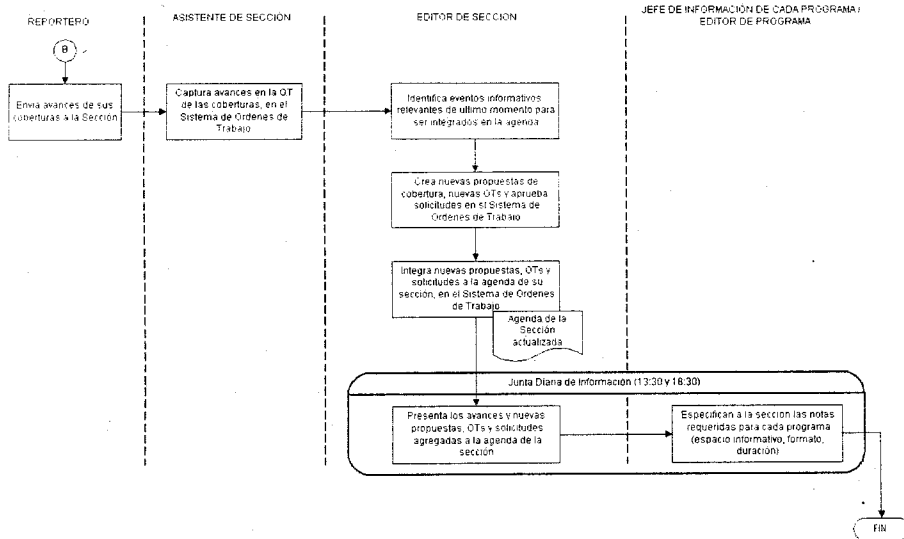 REPORTERO
ASISTENTE DE SECCIÓN
EDITOR DE SECCION
JEFE DE INFORMACIÓN DE CADA PROGRAMA /
EDITOR DE PROGRAMA
Envia avances de sus
coberturas a la Sección
Captura avances en la OT
de las coberturas, en el
Sistema de Ordenes de
Trabajo
Identifica eventos informativos
relevantes de ultimo momento para
ser integrados en la agenda
Crea nuevas propuestas de
cobertura, nuevas OTs y aprueba
solicitudes en el Sistema de
Ordenes de Trabajo
Integra nuevas propuestas, OTs y
solicitudes a la agenda de su
sección, en el Sistema de Ordenes
de Trabajo
Agenda de la
Sección
actualizada
Junta Diaria de Información (13:30 y 18:30)
Presenta los avances y nuevas
propuestas, OTs y solicitudes
agregadas a la agenda de la
sección
Especifican a la sección las notas
requeridas para cada programa
(espacio informativo, formato,
duración)
FIN